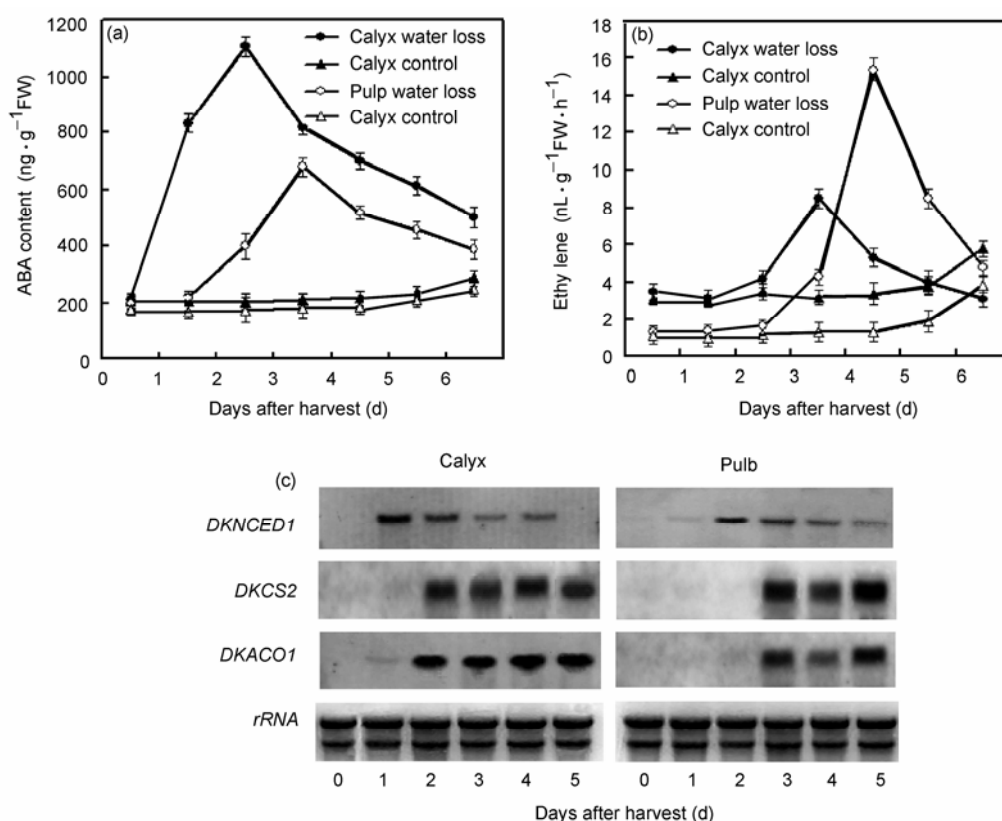 (a)
Calyx water loss
Calyx control
Pulp water loss
Calyx control
ABA content (ng · g⁻¹FW)
1200
1000
800
600
400
200
0
0 1 2 3 4 5 6
Days after harvest (d)
(b)
Calyx water loss
Calyx control
Pulp water loss
Calyx control
Ethy lene (nL · g⁻¹FW · h⁻¹)
18
16
14
12
10
8
6
4
2
0
0 1 2 3 4 5 6
Days after harvest (d)
(c)
Calyx Pulb
DKNCED1
DKCS2
DKACO1
rRNA
0 1 2 3 4 5 0 1 2 3 4 5
Days after harvest (d)